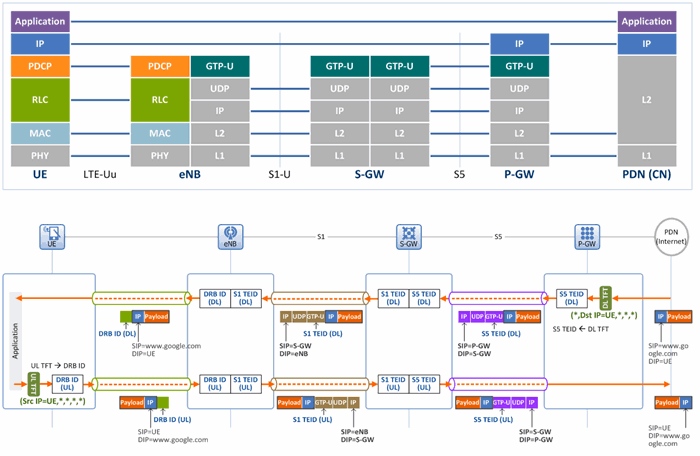 Application
Application
IP
IP
IP
PDCP
PDCP
GTP-U
GTP-U
GTP-U
GTP-U
RLC
RLC
UDP
UDP
UDP
UDP
L2
IP
IP
IP
IP
MAC
MAC
L2
L2
L2
L2
PHY
PHY
L1
L1
L1
L1
L1
UE
LTE-Uu
eNB
S1-U
S-GW
S5
P-GW
PDN (CN)
UE
eNB
S1
S-GW
S5
P-GW
PDN
(Internet)
Application
DRB ID
(DL)
S1 TEID
(DL)
S1 TEID
(DL)
S5 TEID
(DL)
S5 TEID
(DL)
DL TFT
(*,Dst IP=UE,*,*,*)
S5 TEID ← DL TFT
IP Payload
DRB ID (DL)
SIP=www.google.com
DIP=UE
IP UDP GTP-U IP Payload
S1 TEID (DL)
SIP=S-GW
DIP=eNB
IP UDP GTP-U IP Payload
S5 TEID (DL)
SIP=P-GW
DIP=S-GW
IP Payload
SIP=www.go
ogle.com
DIP=UE
UL TFT → DRB ID
UL TFT
DRB ID
(UL)
(Src IP=UE,*,*,*,*)
DRB ID
(UL)
S1 TEID
(UL)
S1 TEID
(UL)
S5 TEID
(UL)
Payload IP
DRB ID (UL)
SIP=UE
DIP=www.google.com
Payload IP GTP-U UDP IP
S1 TEID (UL)
SIP=eNB
DIP=S-GW
Payload IP GTP-U UDP IP
S5 TEID (UL)
SIP=S-GW
DIP=P-GW
Payload IP
SIP=UE
DIP=www.go
ogle.com